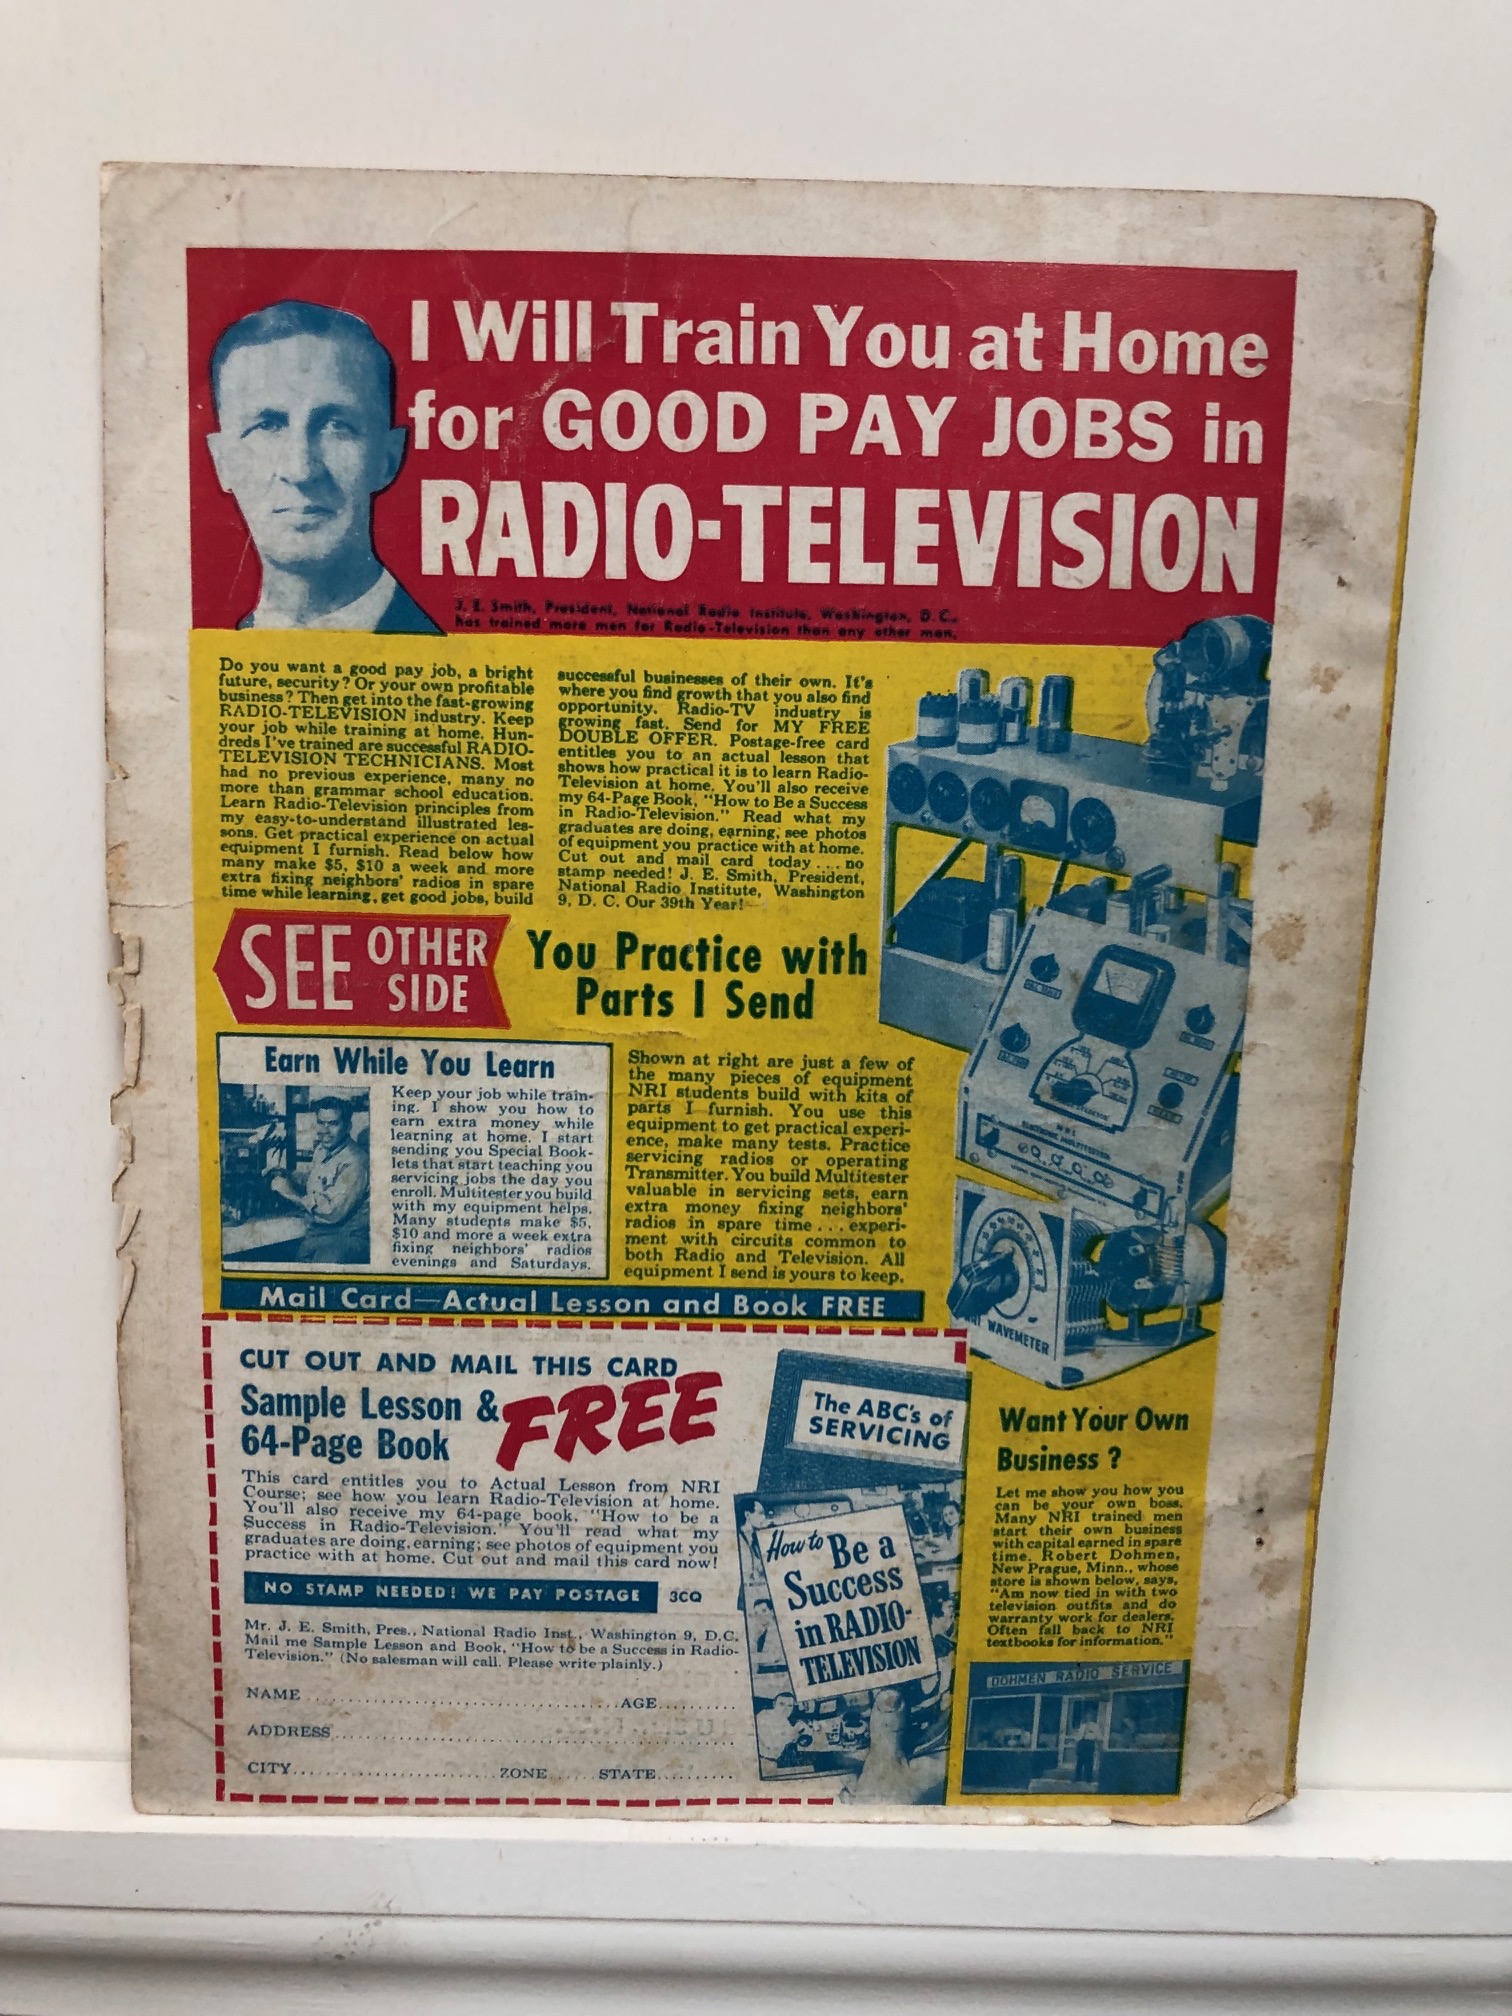 I Will Train You at Home
for GOOD PAY JOBS in
RADIO-TELEVISION
J. E. Smith, President, National Radio Institute, Washington, D. C.,
has trained more men for Radio-Television than any other man.
Do you want a good pay job, a bright
future, security? Or your own profitable
business? Then get into the fast-growing
RADIO-TELEVISION industry. Keep
your job while training at home. Hun-
dreds I've trained are successful RADIO-
TELEVISION TECHNICIANS. Most
had no previous experience, many no
more than grammar school education.
Learn Radio-Television principles from
my easy-to-understand illustrated les-
sons. Get practical experience on actual
equipment I furnish. Read below how
many make $5, $10 a week and more
extra fixing neighbors' radios in spare
time while learning, get good jobs, build
successful businesses of their own. It's
where you find growth that you also find
opportunity. Radio-TV industry is
growing fast. Send for MY FREE
DOUBLE OFFER. Postage-free card
entitles you to an actual lesson that
shows how practical it is to learn Radio-
Television at home. You'll also receive
my 64-Page Book, "How to Be a Success
in Radio-Television." Read what my
graduates are doing, earning, see photos
of equipment you practice with at home.
Cut out and mail card today . . . no
stamp needed! J. E. Smith, President,
National Radio Institute, Washington
9, D. C. Our 39th Year!
SEE OTHER
SIDE
You Practice with
Parts I Send
Earn While You Learn
Keep your job while train-
ing. I show you how to
earn extra money while
learning at home. I start
sending you Special Book-
lets that start teaching you
servicing jobs the day you
enroll. Multitester you build
with my equipment helps.
Many students make $5,
$10 and more a week extra
fixing neighbors' radios
evenings and Saturdays.
Shown at right are just a few of
the many pieces of equipment
NRI students build with kits of
parts I furnish. You use this
equipment to get practical experi-
ence, make many tests. Practice
servicing radios or operating
Transmitter. You build Multitester
valuable in servicing sets, earn
extra money fixing neighbors'
radios in spare time . . . experi-
ment with circuits common to
both Radio and Television. All
equipment I send is yours to keep.
NRI
ELECTRONIC MULTITESTER
WAVEMETER
Mail Card—Actual Lesson and Book FREE
CUT OUT AND MAIL THIS CARD
Sample Lesson &
64-Page Book
FREE
This card entitles you to Actual Lesson from NRI
Course; see how you learn Radio-Television at home.
You'll also receive my 64-page book, "How to be a
Success in Radio-Television." You'll read what my
graduates are doing, earning; see photos of equipment you
practice with at home. Cut out and mail this card now!
NO STAMP NEEDED! WE PAY POSTAGE 3CQ
Mr. J. E. Smith, Pres., National Radio Inst., Washington 9, D.C.
Mail me Sample Lesson and Book, "How to be a Success in Radio-
Television." (No salesman will call. Please write plainly.)
NAME AGE
ADDRESS
CITY ZONE STATE
The ABC's of
SERVICING
How to Be a
Success
in RADIO-
TELEVISION
Want Your Own
Business ?
Let me show you how you
can be your own boss.
Many NRI trained men
start their own business
with capital earned in spare
time. Robert Dohmen,
New Prague, Minn., whose
store is shown below, says,
"Am now tied in with two
television outfits and do
warranty work for dealers.
Often fall back to NRI
textbooks for information."
DOHMEN RADIO SERVICE